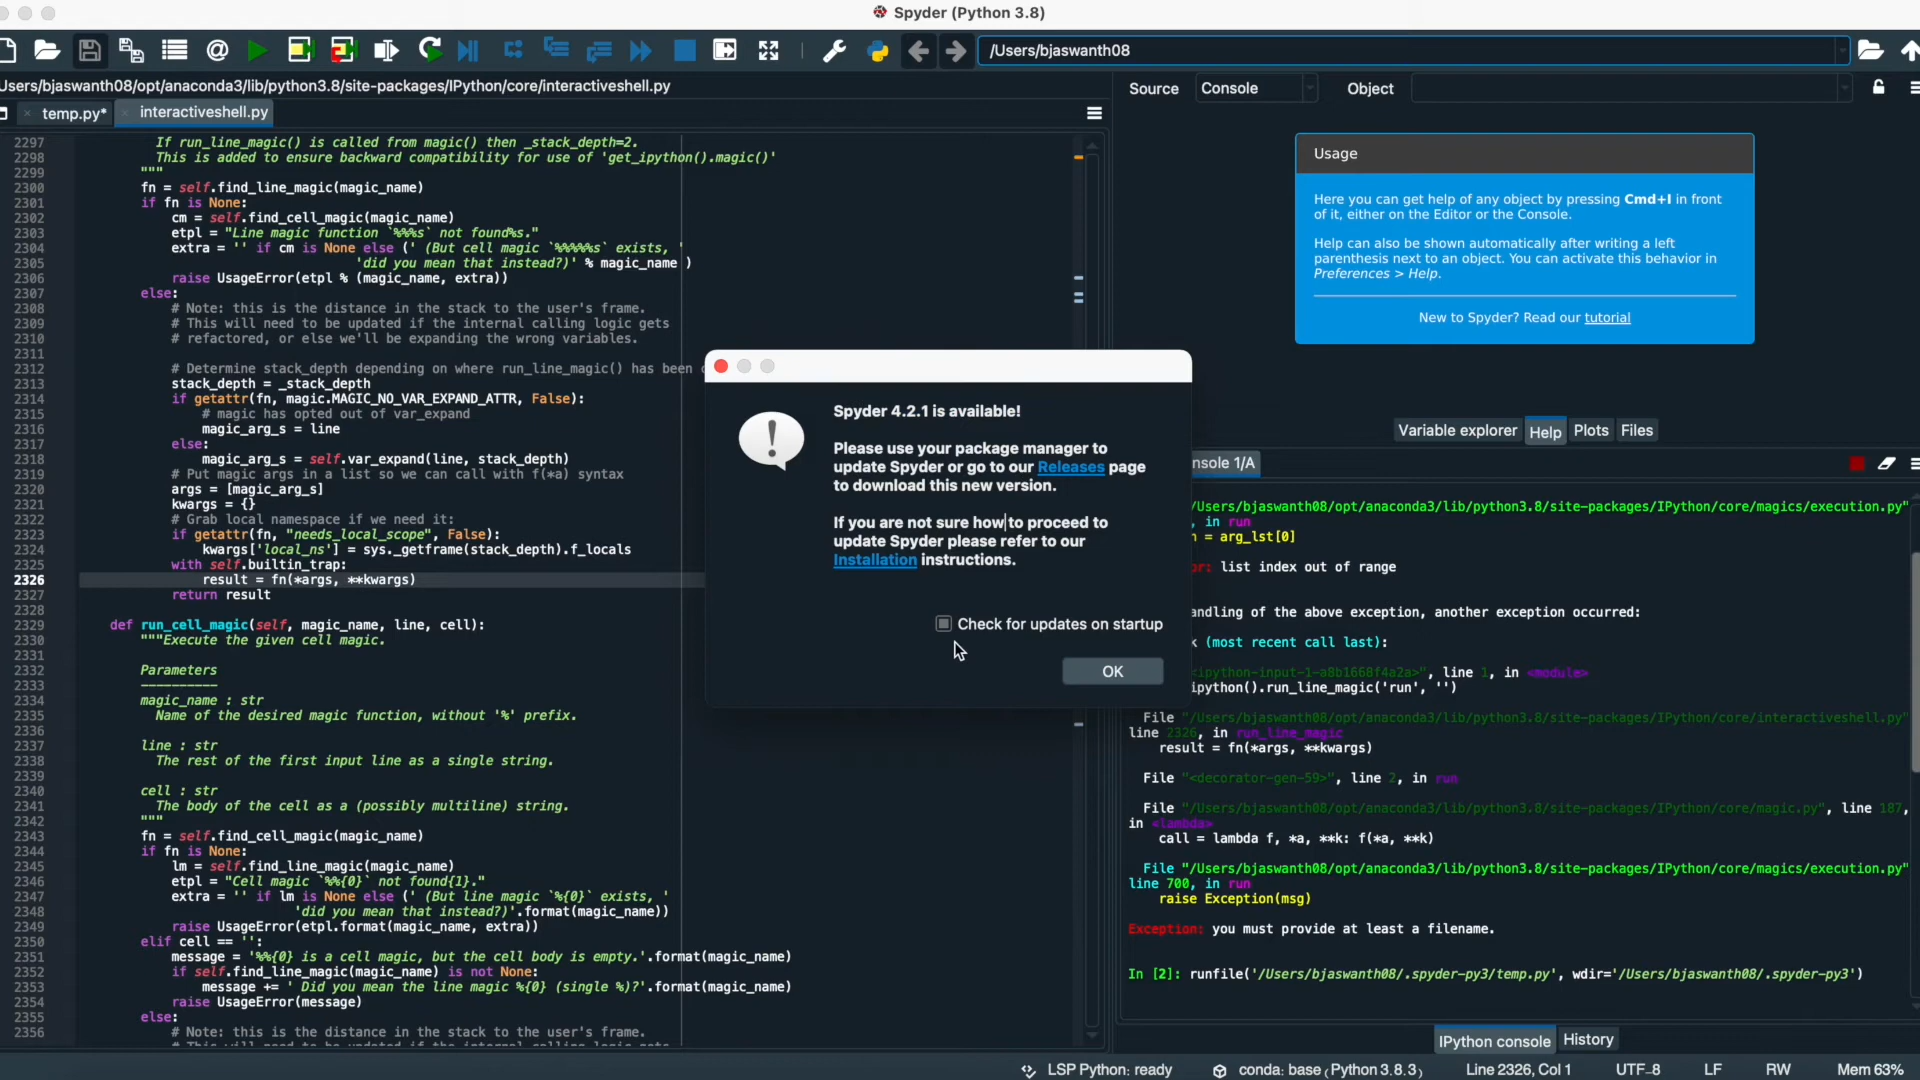 Spyder (Python 3.8)
/Users/bjaswanth08
Users/bjaswanth08/opt/anaconda3/lib/python3.8/site-packages/IPython/core/interactiveshell.py
temp.py*
interactiveshell.py
2297 If run_line_magic() is called from magic() then _stack_depth=2.
2298 This is added to ensure backward compatibility for use of 'get_ipython().magic()'
2299 """
2300 fn = self.find_line_magic(magic_name)
2301 if fn is None:
2302 cm = self.find_cell_magic(magic_name)
2303 etpl = "Line magic function `%%%s` not found%s."
2304 extra = '' if cm is None else (' (But cell magic `%%%%%s` exists, '
2305 'did you mean that instead?)' % magic_name )
2306 raise UsageError(etpl % (magic_name, extra))
2307 else:
2308 # Note: this is the distance in the stack to the user's frame.
2309 # This will need to be updated if the internal calling logic gets
2310 # refactored, or else we'll be expanding the wrong variables.
2311
2312 # Determine stack_depth depending on where run_line_magic() has been
2313 stack_depth = _stack_depth
2314 if getattr(fn, magic.MAGIC_NO_VAR_EXPAND_ATTR, False):
2315 # magic has opted out of var_expand
2316 magic_arg_s = line
2317 else:
2318 magic_arg_s = self.var_expand(line, stack_depth)
2319 # Put magic args in a list so we can call with f(*a) syntax
2320 args = [magic_arg_s]
2321 kwargs = {}
2322 # Grab local namespace if we need it:
2323 if getattr(fn, "needs_local_scope", False):
2324 kwargs['local_ns'] = sys._getframe(stack_depth).f_locals
2325 with self.builtin_trap:
2326 result = fn(*args, **kwargs)
2327 return result
2328
2329 def run_cell_magic(self, magic_name, line, cell):
2330 """Execute the given cell magic.
2331
2332 Parameters
2333 ----------
2334 magic_name : str
2335 Name of the desired magic function, without '%' prefix.
2336
2337 line : str
2338 The rest of the first input line as a single string.
2339
2340 cell : str
2341 The body of the cell as a (possibly multiline) string.
2342 """
2343 fn = self.find_cell_magic(magic_name)
2344 if fn is None:
2345 lm = self.find_line_magic(magic_name)
2346 etpl = "Cell magic `%%{0}` not found{1}."
2347 extra = '' if lm is None else (' (But line magic `%{0}` exists, '
2348 'did you mean that instead?)'.format(magic_name))
2349 raise UsageError(etpl.format(magic_name, extra))
2350 elif cell == '':
2351 message = '%%{0} is a cell magic, but the cell body is empty.'.format(magic_name)
2352 if self.find_line_magic(magic_name) is not None:
2353 message += ' Did you mean the line magic %{0} (single %)?'.format(magic_name)
2354 raise UsageError(message)
2355 else:
2356 # Note: this is the distance in the stack to the user's frame.
Spyder 4.2.1 is available!
Please use your package manager to
update Spyder or go to our Releases page
to download this new version.
If you are not sure how to proceed to
update Spyder please refer to our
Installation instructions.
Check for updates on startup
OK
Source Console Object
Usage
Here you can get help of any object by pressing Cmd+I in front
of it, either on the Editor or the Console.
Help can also be shown automatically after writing a left
parenthesis next to an object. You can activate this behavior in
Preferences > Help.
New to Spyder? Read our tutorial
Variable explorer Help Plots Files
nsole 1/A
/Users/bjaswanth08/opt/anaconda3/lib/python3.8/site-packages/IPython/core/magics/execution.py"
, in run
= arg_lst[0]
list index out of range
andling of the above exception, another exception occurred:
k (most recent call last):
<ipython-input-1-a8b1668f4a2a>", line 1, in <module>
ipython().run_line_magic('run', '')
File "/Users/bjaswanth08/opt/anaconda3/lib/python3.8/site-packages/IPython/core/interactiveshell.py"
line 2326, in run_line_magic
result = fn(*args, **kwargs)
File "<decorator-gen-59>", line 2, in run
File "/Users/bjaswanth08/opt/anaconda3/lib/python3.8/site-packages/IPython/core/magic.py", line 187,
in <lambda>
call = lambda f, *a, **k: f(*a, **k)
File "/Users/bjaswanth08/opt/anaconda3/lib/python3.8/site-packages/IPython/core/magics/execution.py"
line 700, in run
raise Exception(msg)
Exception: you must provide at least a filename.
In [2]: runfile('/Users/bjaswanth08/.spyder-py3/temp.py', wdir='/Users/bjaswanth08/.spyder-py3')
IPython console History
LSP Python: ready conda: base (Python 3.8.3) Line 2326, Col 1 UTF-8 LF RW Mem 63%